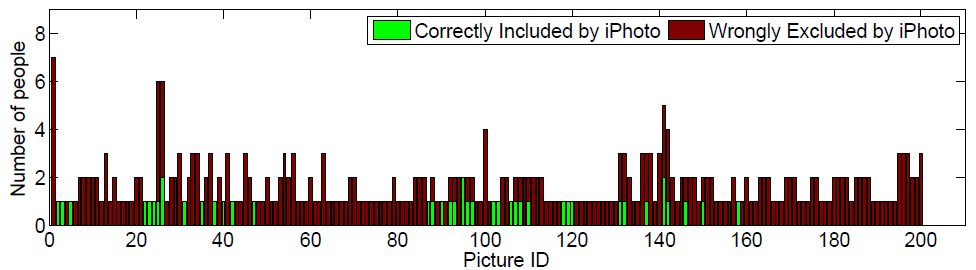 Correctly Included by iPhoto Wrongly Excluded by iPhoto
Number of people
8
6
4
2
0
0 20 40 60 80 100 120 140 160 180 200
Picture ID